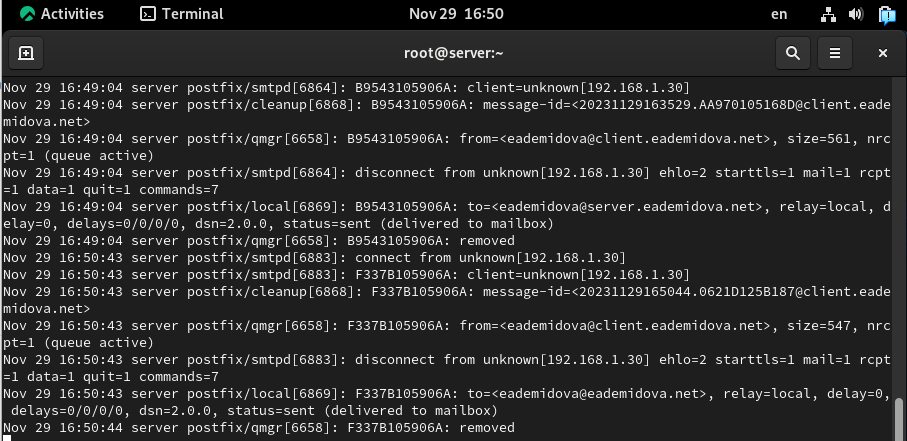 Activities Terminal Nov 29 16:50 en
root@server:~
Nov 29 16:49:04 server postfix/smtpd[6864]: B9543105906A: client=unknown[192.168.1.30]
Nov 29 16:49:04 server postfix/cleanup[6868]: B9543105906A: message-id=<20231129163529.AA970105168D@client.eade
midova.net>
Nov 29 16:49:04 server postfix/qmgr[6658]: B9543105906A: from=<eademidova@client.eademidova.net>, size=561, nrc
pt=1 (queue active)
Nov 29 16:49:04 server postfix/smtpd[6864]: disconnect from unknown[192.168.1.30] ehlo=2 starttls=1 mail=1 rcpt
=1 data=1 quit=1 commands=7
Nov 29 16:49:04 server postfix/local[6869]: B9543105906A: to=<eademidova@server.eademidova.net>, relay=local, d
elay=0, delays=0/0/0/0, dsn=2.0.0, status=sent (delivered to mailbox)
Nov 29 16:49:04 server postfix/qmgr[6658]: B9543105906A: removed
Nov 29 16:50:43 server postfix/smtpd[6883]: connect from unknown[192.168.1.30]
Nov 29 16:50:43 server postfix/smtpd[6883]: F337B105906A: client=unknown[192.168.1.30]
Nov 29 16:50:43 server postfix/cleanup[6868]: F337B105906A: message-id=<20231129165044.0621D125B187@client.eade
midova.net>
Nov 29 16:50:43 server postfix/qmgr[6658]: F337B105906A: from=<eademidova@client.eademidova.net>, size=547, nrc
pt=1 (queue active)
Nov 29 16:50:43 server postfix/smtpd[6883]: disconnect from unknown[192.168.1.30] ehlo=2 starttls=1 mail=1 rcpt
=1 data=1 quit=1 commands=7
Nov 29 16:50:43 server postfix/local[6869]: F337B105906A: to=<eademidova@eademidova.net>, relay=local, delay=0,
 delays=0/0/0/0, dsn=2.0.0, status=sent (delivered to mailbox)
Nov 29 16:50:44 server postfix/qmgr[6658]: F337B105906A: removed